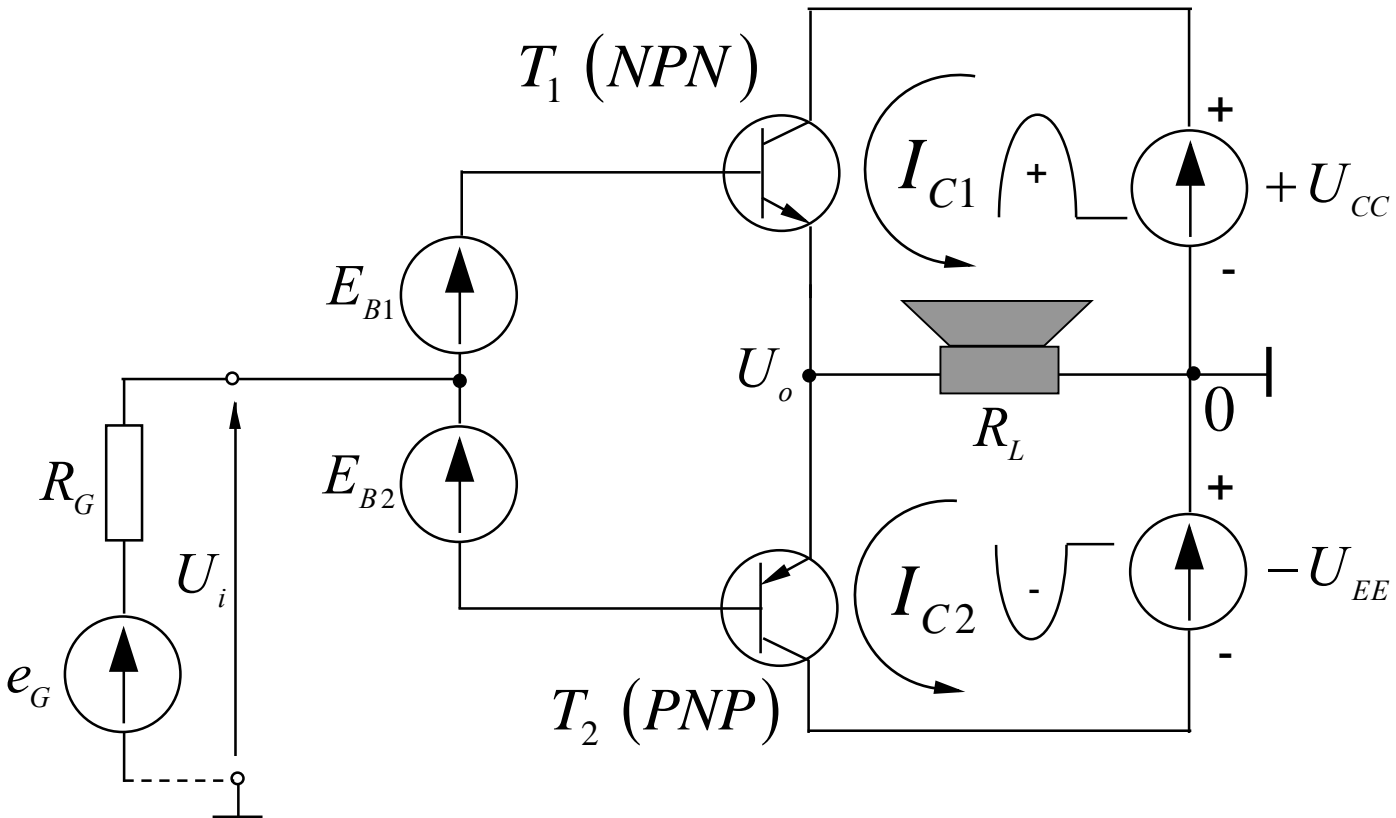 T1 (NPN)
+
IC1
+
+UCC
-
EB1
Uo
RL
0
RG
EB2
+
Ui
IC2
-
-UEE
eG
-
T2 (PNP)